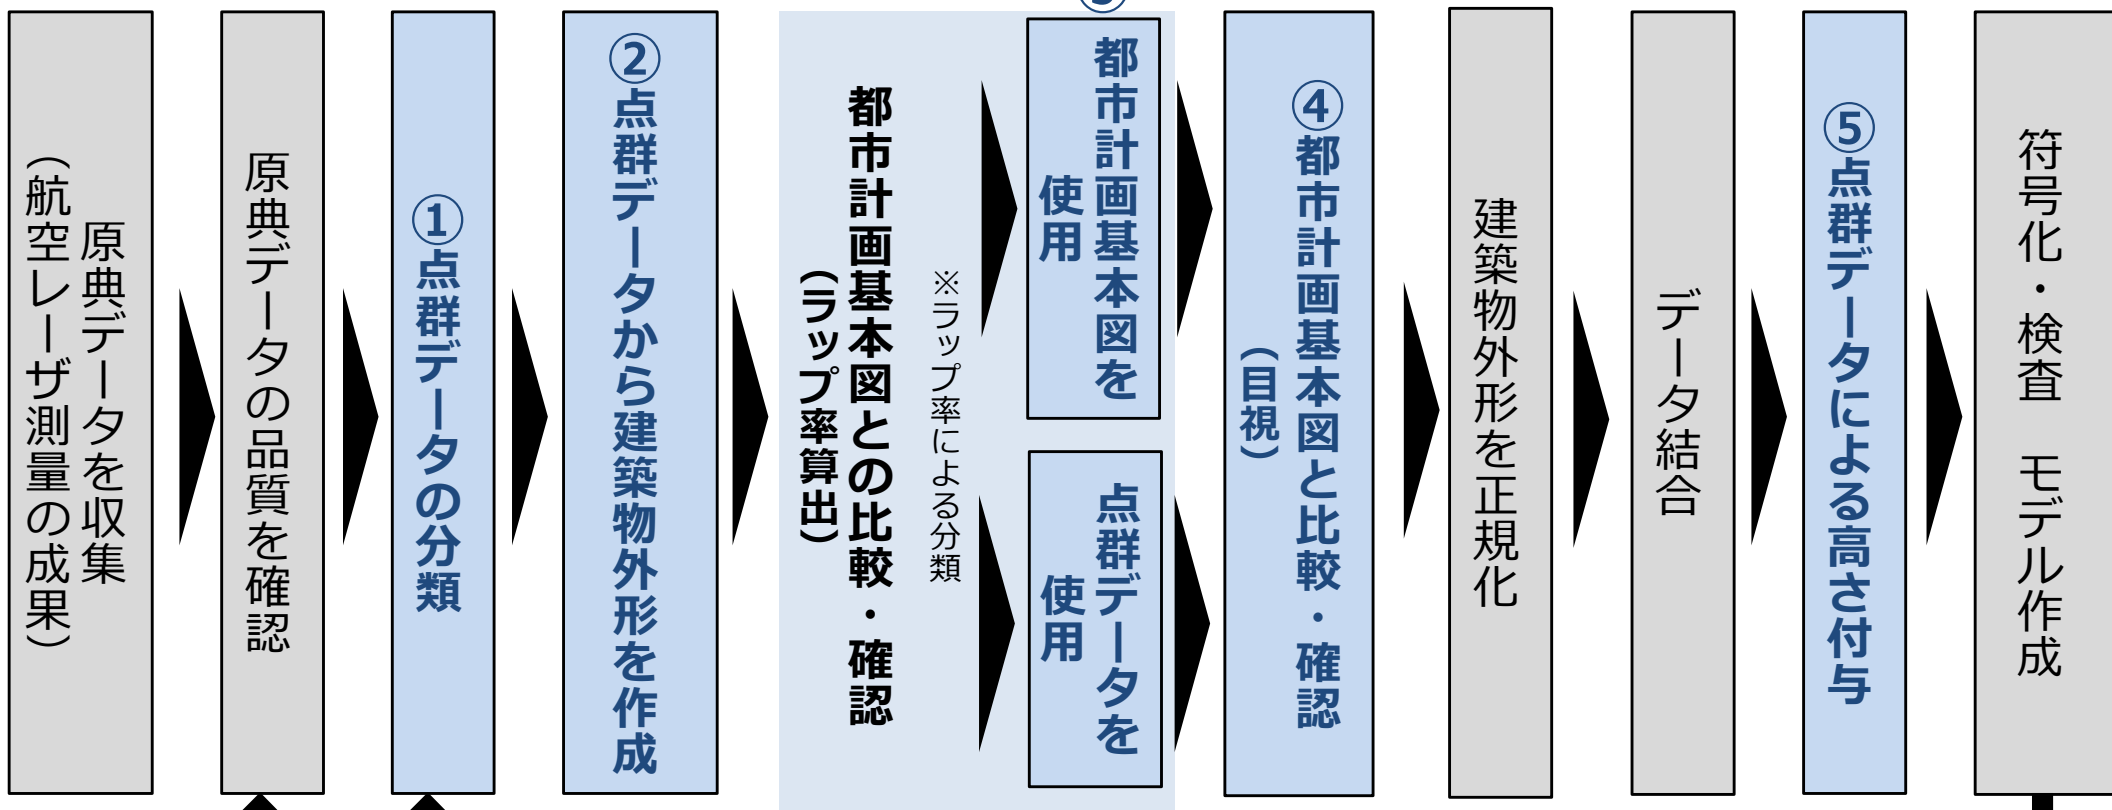 原典データを収集
（航空レーザ測量の成果）
原典データの品質を確認
①点群データの分類
②点群データから建築物外形を作成
都市計画基本図との比較・確認
（ラップ率算出）
※ラップ率による分類
都市計画基本図を
使用
点群データを
使用
④都市計画基本図と比較・確認
（目視）
建築物外形を正規化
データ結合
⑤点群データによる高さ付与
符号化・検査　モデル作成